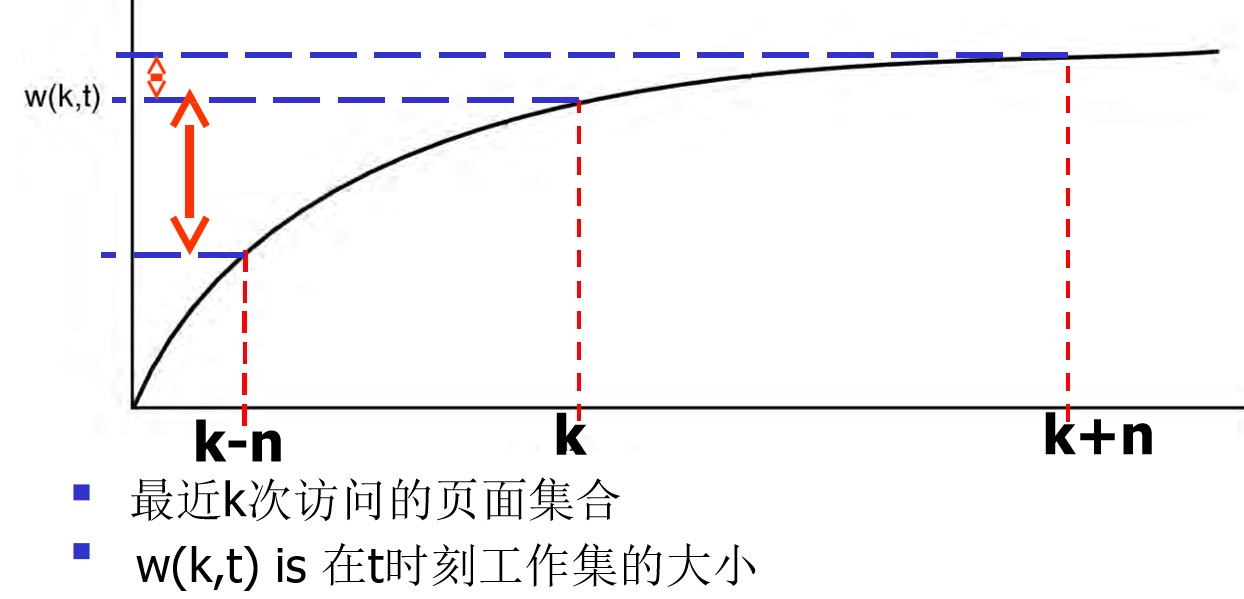 w(k,t)
k-n
k
k+n
最近k次访问的页面集合
w(k,t) is 在t时刻工作集的大小